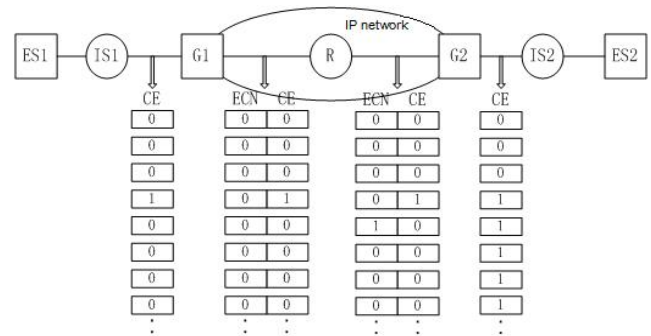 IP network
ES1 IS1 G1 R G2 IS2 ES2
CE ECN CE ECN CE CE
0 0 0 0 0 0
0 0 0 0 0 0
0 0 0 0 0 0
1 0 1 0 1 1
0 0 0 1 0 1
0 0 0 0 0 1
0 0 0 0 0 1
0 0 0 0 0 1